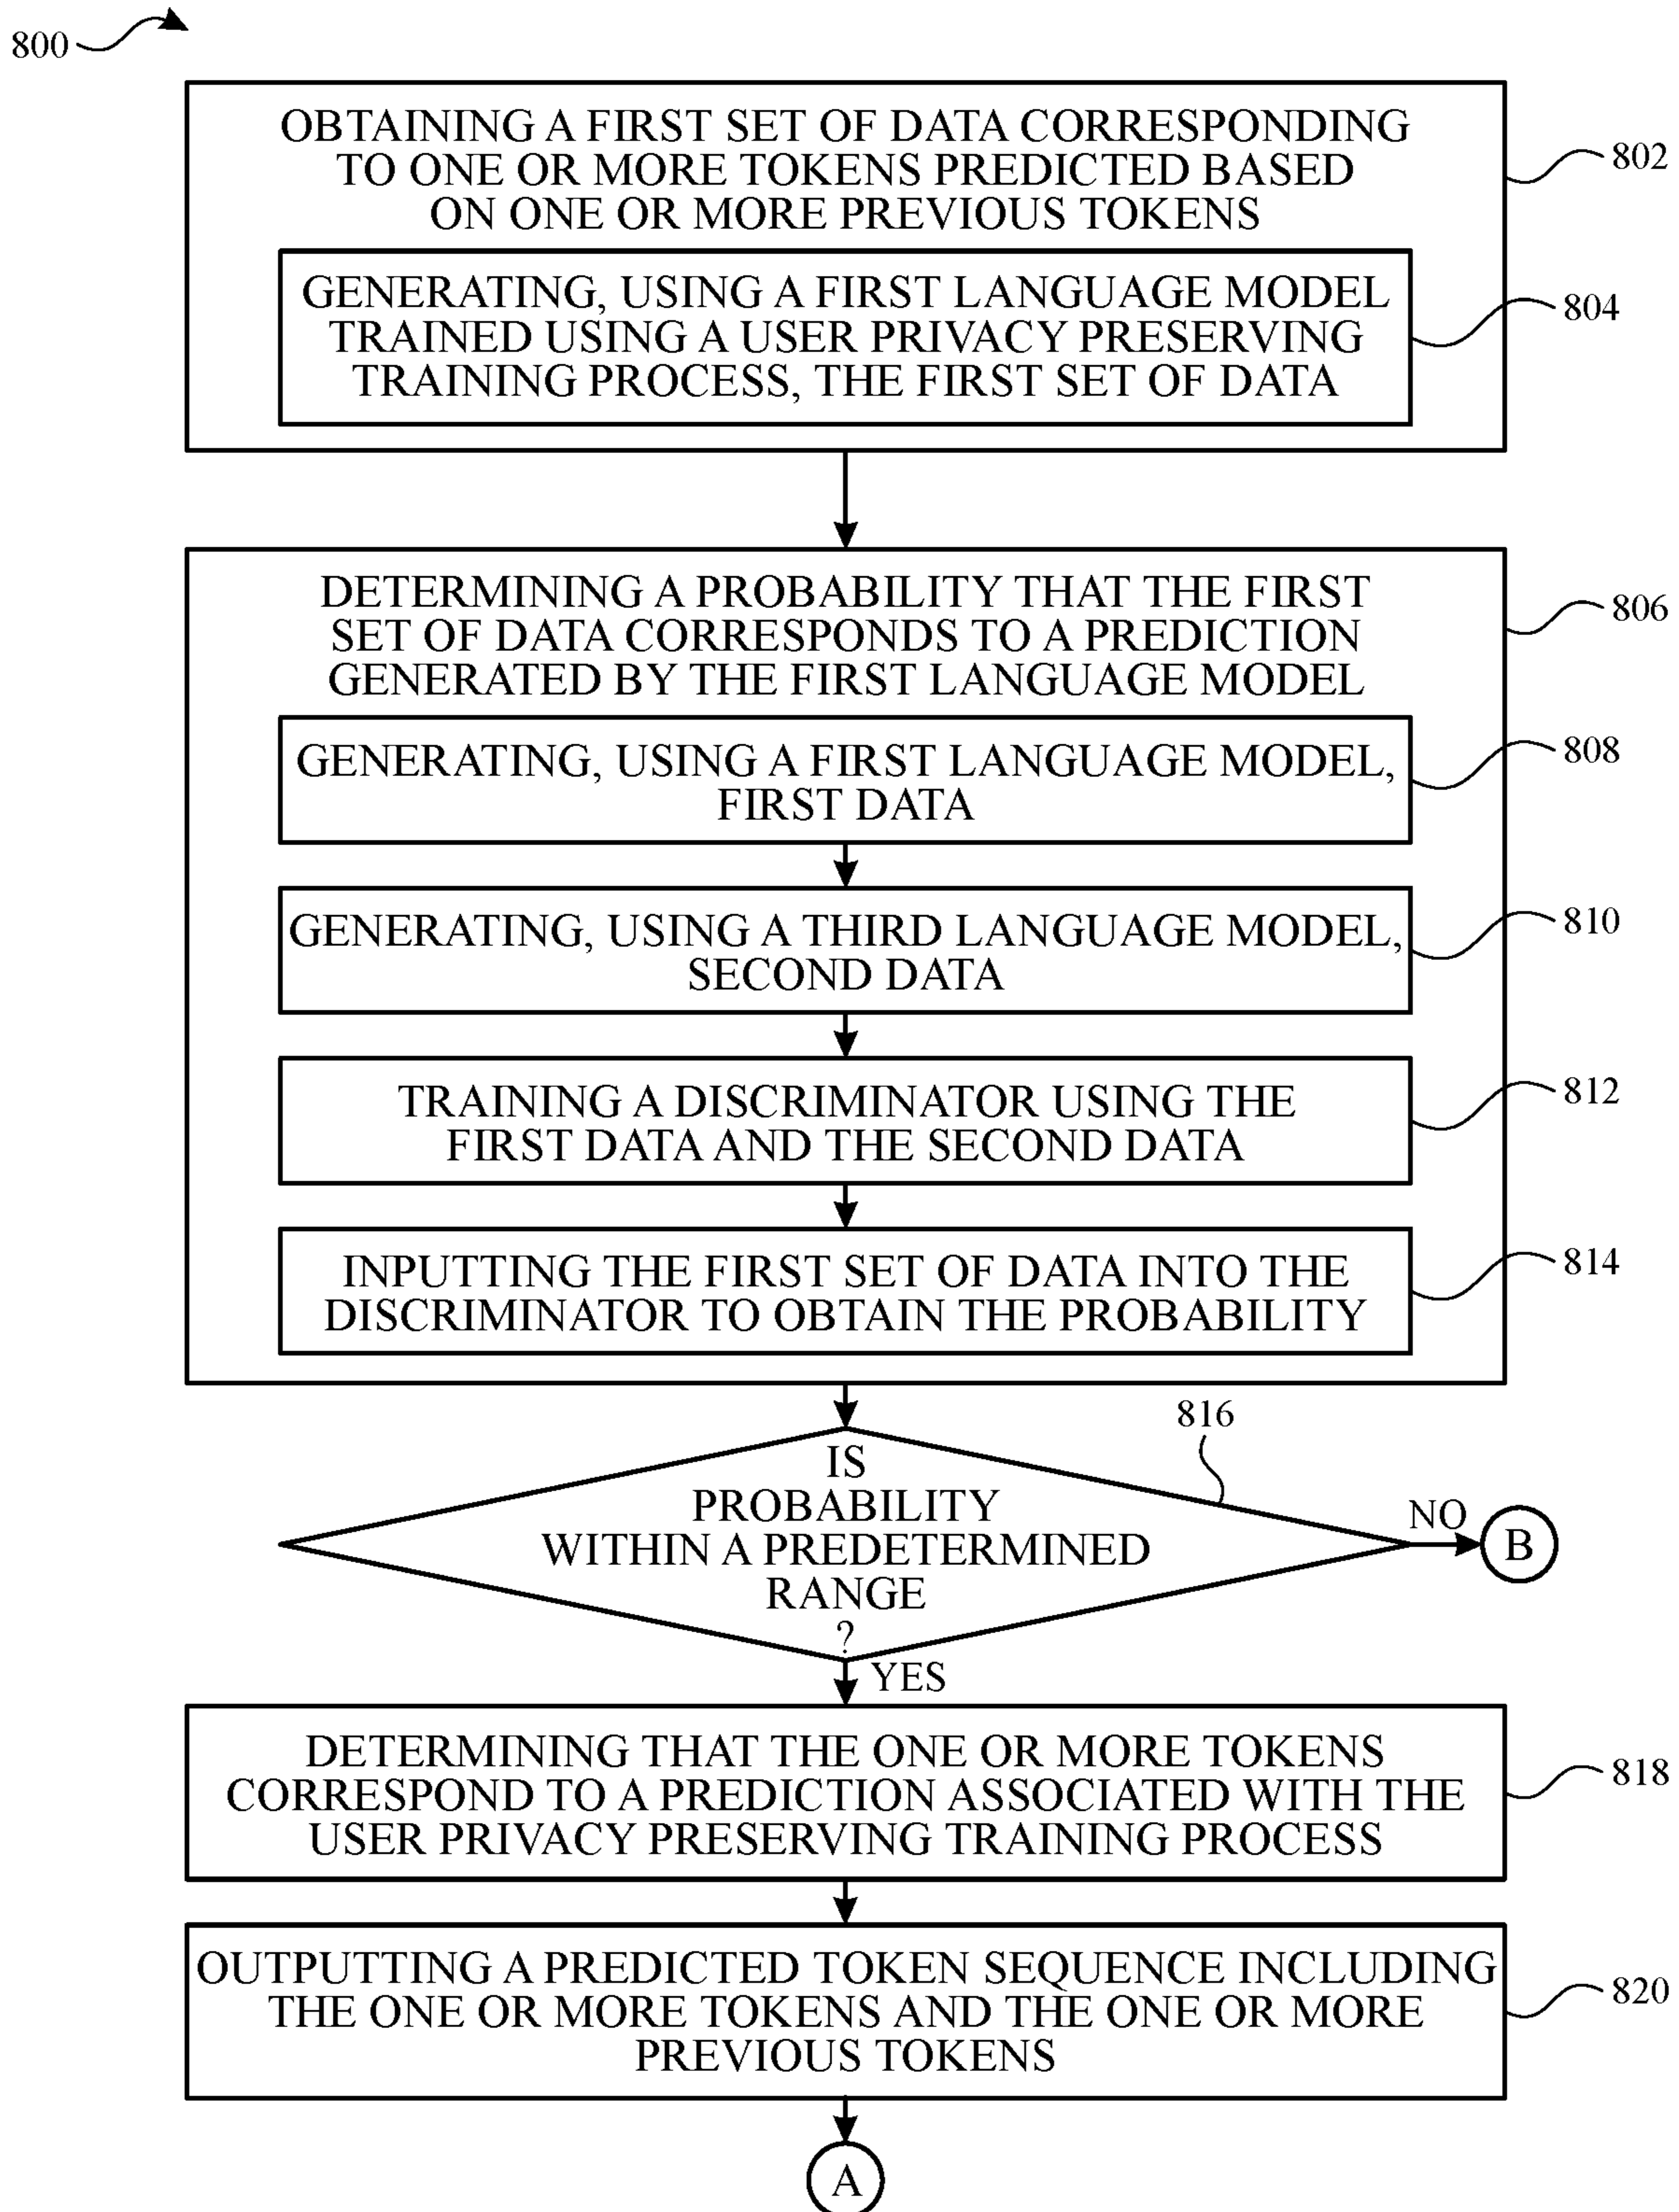 800
OBTAINING A FIRST SET OF DATA CORRESPONDING
TO ONE OR MORE TOKENS PREDICTED BASED
ON ONE OR MORE PREVIOUS TOKENS
802
GENERATING, USING A FIRST LANGUAGE MODEL
TRAINED USING A USER PRIVACY PRESERVING
TRAINING PROCESS, THE FIRST SET OF DATA
804
DETERMINING A PROBABILITY THAT THE FIRST
SET OF DATA CORRESPONDS TO A PREDICTION
GENERATED BY THE FIRST LANGUAGE MODEL
806
GENERATING, USING A FIRST LANGUAGE MODEL,
FIRST DATA
808
GENERATING, USING A THIRD LANGUAGE MODEL,
SECOND DATA
810
TRAINING A DISCRIMINATOR USING THE
FIRST DATA AND THE SECOND DATA
812
INPUTTING THE FIRST SET OF DATA INTO THE
DISCRIMINATOR TO OBTAIN THE PROBABILITY
814
816
IS
PROBABILITY
WITHIN A PREDETERMINED
RANGE
?
NO
B
YES
DETERMINING THAT THE ONE OR MORE TOKENS
CORRESPOND TO A PREDICTION ASSOCIATED WITH THE
USER PRIVACY PRESERVING TRAINING PROCESS
818
OUTPUTTING A PREDICTED TOKEN SEQUENCE INCLUDING
THE ONE OR MORE TOKENS AND THE ONE OR MORE
PREVIOUS TOKENS
820
A